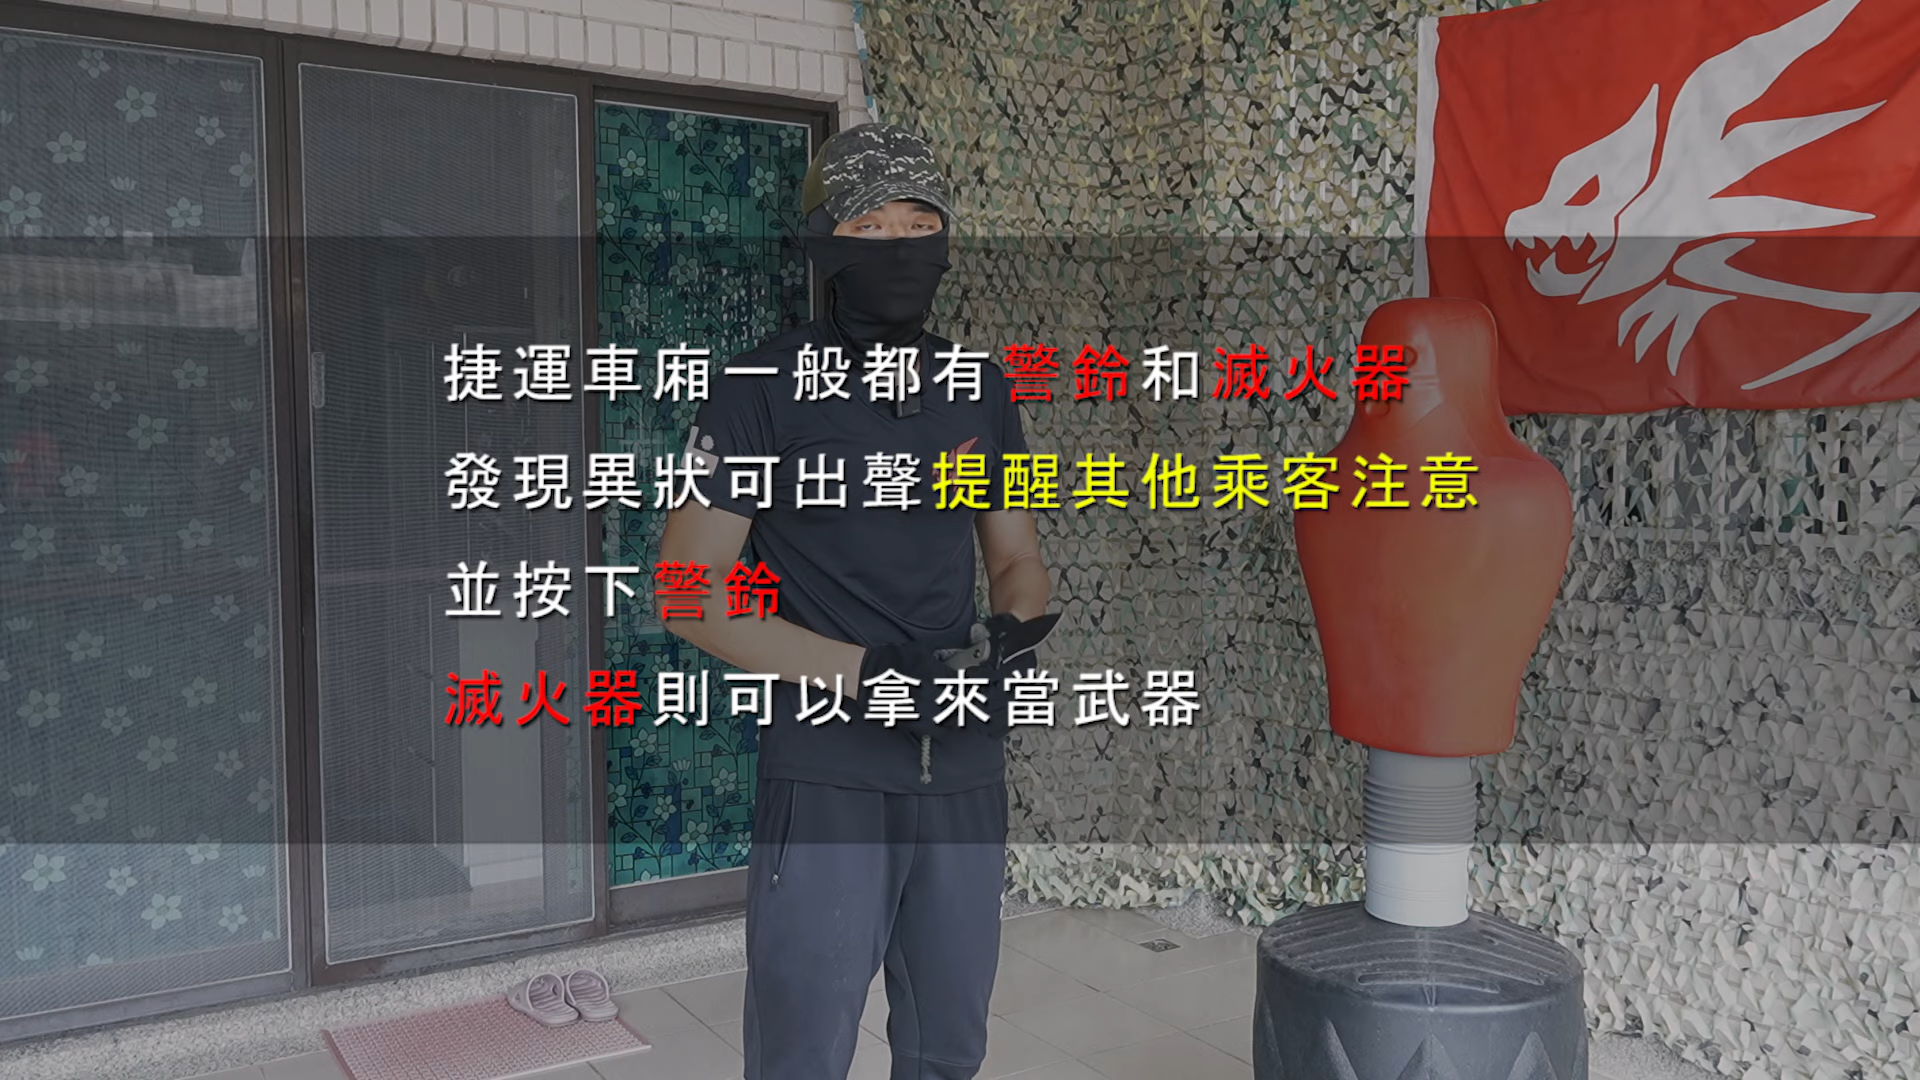 捷運車廂一般都有警鈴和滅火器
發現異狀可出聲提醒其他乘客注意
並按下警鈴
滅火器則可以拿來當武器